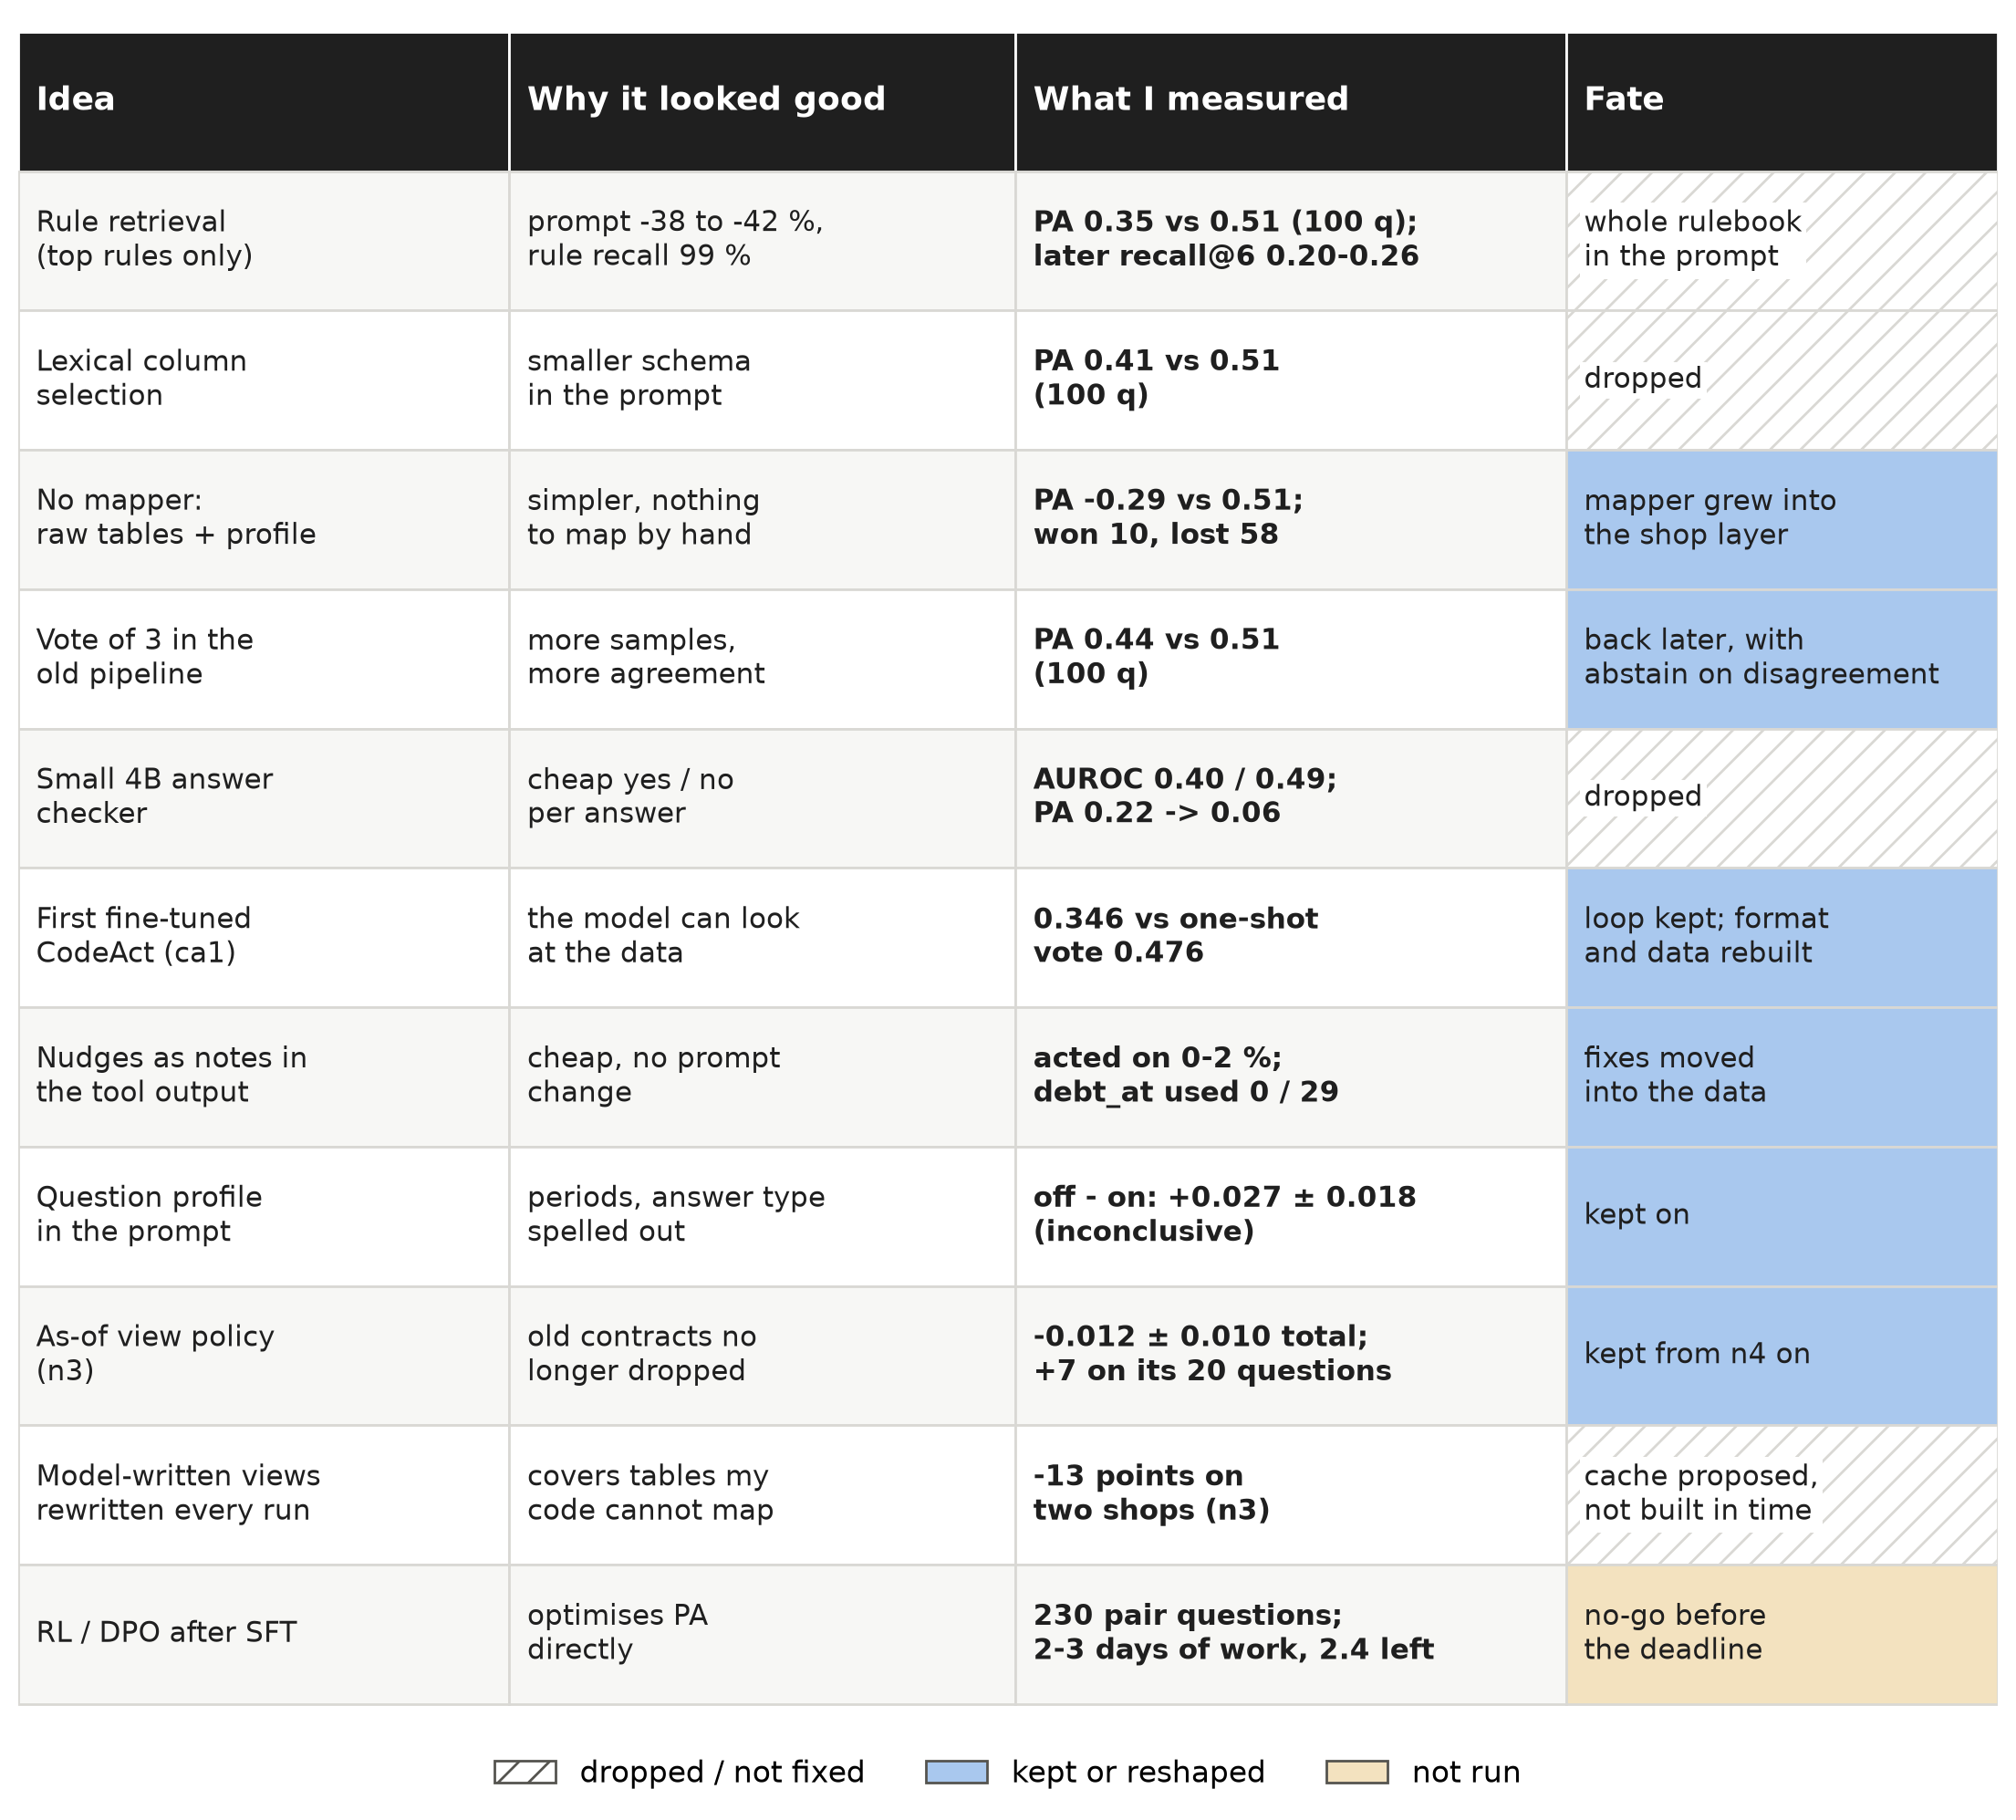 Idea
Why it looked good
What I measured
Fate
Rule retrieval
(top rules only)
prompt -38 to -42 %,
rule recall 99 %
PA 0.35 vs 0.51 (100 q);
later recall@6 0.20-0.26
whole rulebook
in the prompt
Lexical column
selection
smaller schema
in the prompt
PA 0.41 vs 0.51
(100 q)
dropped
No mapper:
raw tables + profile
simpler, nothing
to map by hand
PA -0.29 vs 0.51;
won 10, lost 58
mapper grew into
the shop layer
Vote of 3 in the
old pipeline
more samples,
more agreement
PA 0.44 vs 0.51
(100 q)
back later, with
abstain on disagreement
Small 4B answer
checker
cheap yes / no
per answer
AUROC 0.40 / 0.49;
PA 0.22 -> 0.06
dropped
First fine-tuned
CodeAct (ca1)
the model can look
at the data
0.346 vs one-shot
vote 0.476
loop kept; format
and data rebuilt
Nudges as notes in
the tool output
cheap, no prompt
change
acted on 0-2 %;
debt_at used 0 / 29
fixes moved
into the data
Question profile
in the prompt
periods, answer type
spelled out
off - on: +0.027 ± 0.018
(inconclusive)
kept on
As-of view policy
(n3)
old contracts no
longer dropped
-0.012 ± 0.010 total;
+7 on its 20 questions
kept from n4 on
Model-written views
rewritten every run
covers tables my
code cannot map
-13 points on
two shops (n3)
cache proposed,
not built in time
RL / DPO after SFT
optimises PA
directly
230 pair questions;
2-3 days of work, 2.4 left
no-go before
the deadline
dropped / not fixed
kept or reshaped
not run